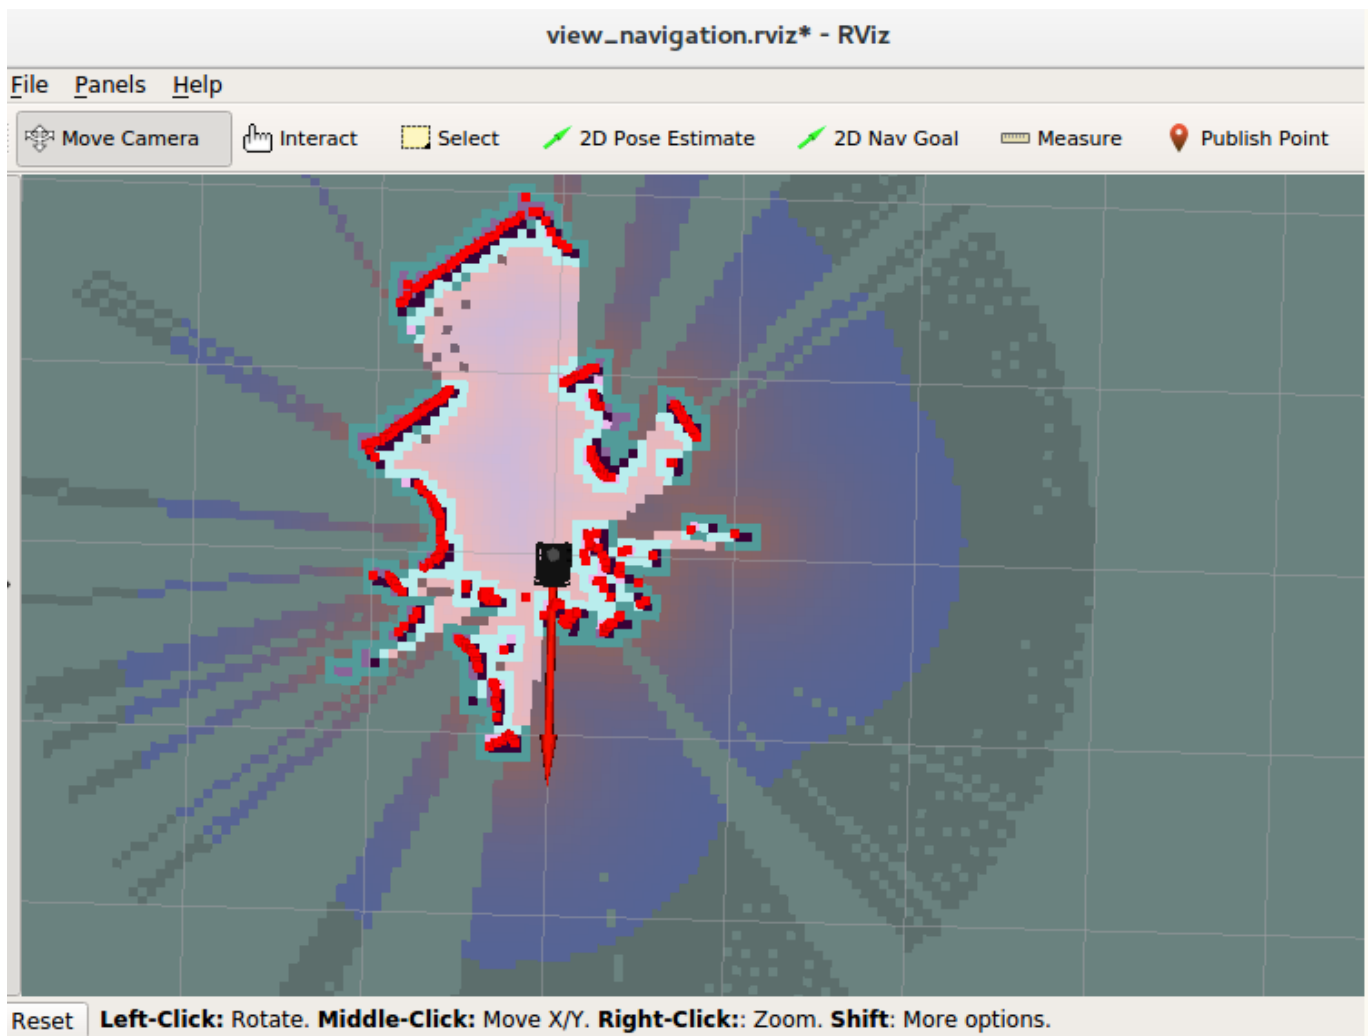 view_navigation.rviz* - RViz
File Panels Help
Move Camera Interact Select 2D Pose Estimate 2D Nav Goal Measure Publish Point
Reset Left-Click: Rotate. Middle-Click: Move X/Y. Right-Click:: Zoom. Shift: More options.